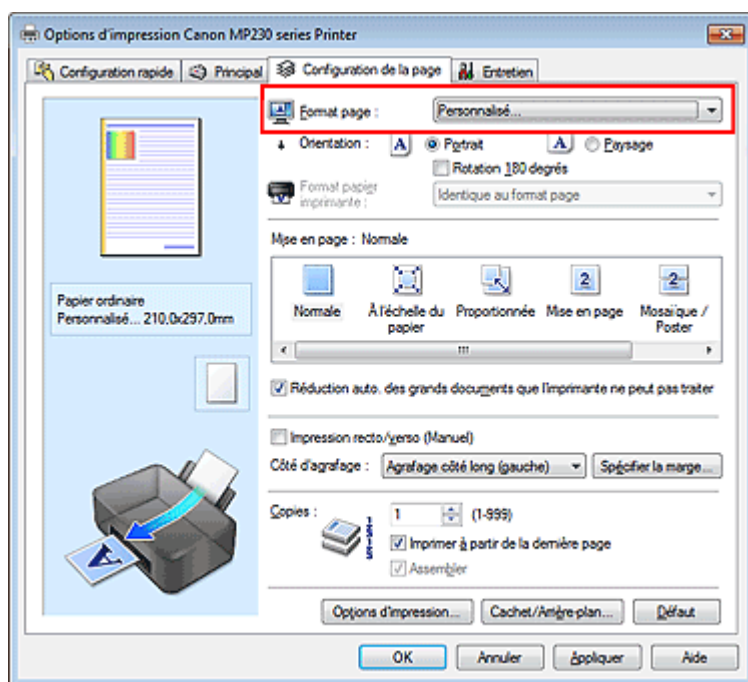 Options d'impression Canon MP230 series Printer
Configuration rapide Principal Configuration de la page Entretien
Format page : Personnalisé...
Orientation : A Portrait A Paysage
Rotation 180 degrés
Format papier
imprimante :
Identique au format page
Mise en page : Normale
Normale À l'échelle du papier Proportionnée Mise en page Mosaïque / Poster
Papier ordinaire
Personnalisé... 210,0x297,0mm
Réduction auto. des grands documents que l'imprimante ne peut pas traiter
Impression recto/verso (Manuel)
Côté d'agrafage : Agrafage côté long (gauche) Spécifier la marge...
Copies : 1 (1-999)
Imprimer à partir de la dernière page
Assembler
Options d'impression... Cachet/Arrière-plan... Défaut
OK Annuler Appliquer Aide